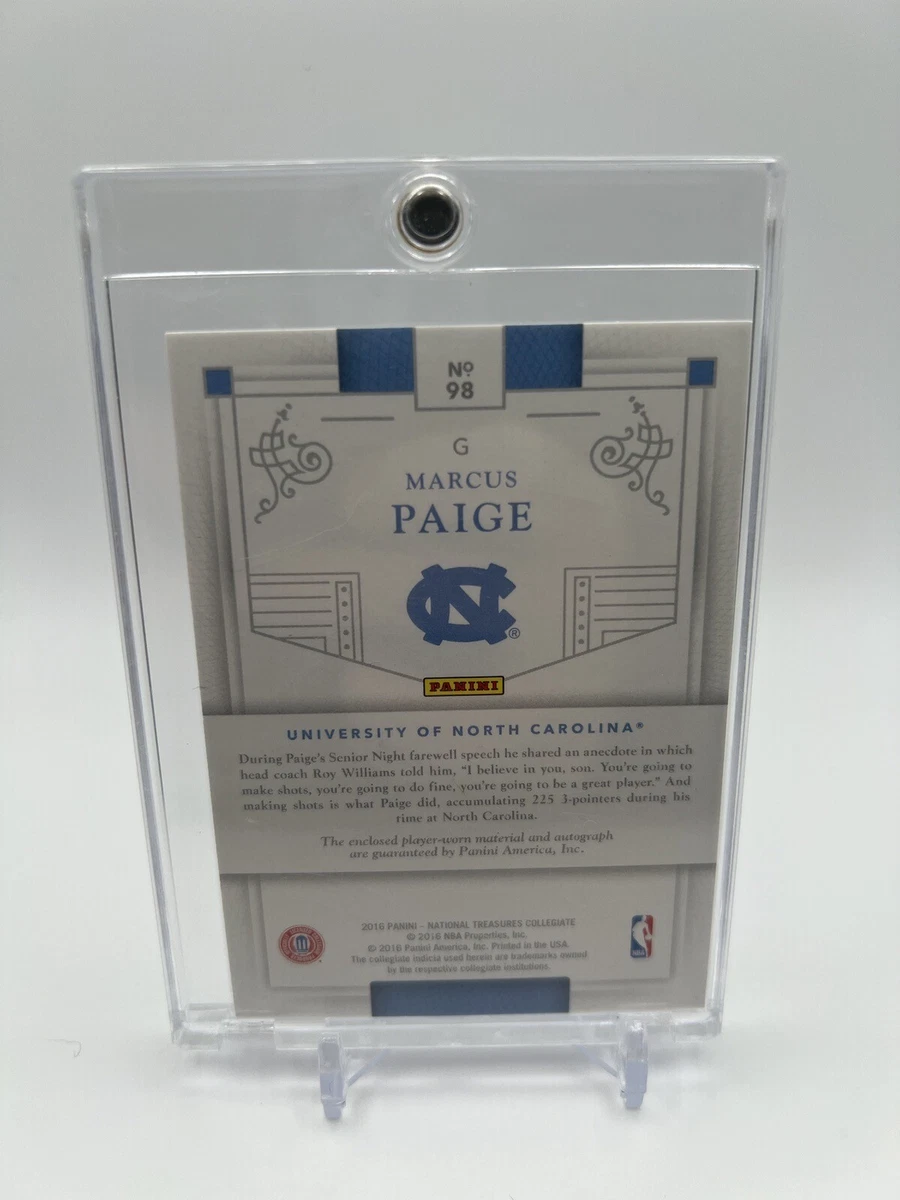 Nº
98
G
MARCUS
PAIGE
NC®
PANINI
UNIVERSITY OF NORTH CAROLINA®
During Paige's Senior Night farewell speech he shared an anecdote in which
head coach Roy Williams told him, "I believe in you, son. You're going to
make shots, you're going to do fine, you're going to be a great player." And
making shots is what Paige did, accumulating 225 3-pointers during his
time at North Carolina.
The enclosed player-worn material and autograph
are guaranteed by Panini America, Inc.
2016 PANINI – NATIONAL TREASURES COLLEGIATE
© 2016 NBA Properties, Inc.
© 2016 Panini America, Inc. Printed in the USA.
The collegiate indicia used herein are trademarks owned
by the respective collegiate institutions.
NBA